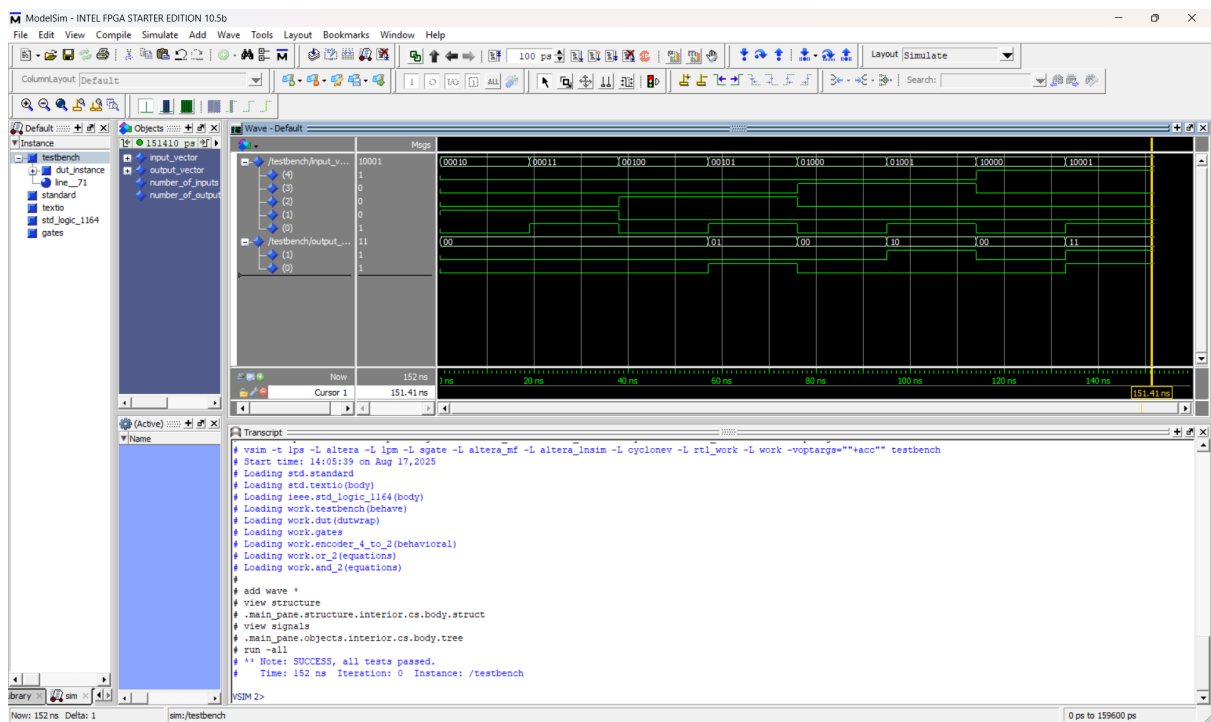 ModelSim - INTEL FPGA STARTER EDITION 10.5b
File Edit View Compile Simulate Add Wave Tools Layout Bookmarks Window Help
100 ps
Layout Simulate
ColumnLayout Default
Search:
Default
Instance
testbench
dut_instance
line__71
standard
textio
std_logic_1164
gates
Objects
151410 ps
input_vector
output_vector
number_of_inputs
number_of_output
Wave - Default
Msgs
/testbench/input_v... 10001 00010 00011 00100 00101 01000 01001 10000 10001
(4) 1
(3) 0
(2) 0
(1) 0
(0) 1
/testbench/output_... 11 00 01 00 10 00 11
(1) 1
(0) 1
Now 152 ns 20 ns 40 ns 60 ns 80 ns 100 ns 120 ns 140 ns
Cursor 1 151.41 ns 151.41 ns
(Active)
Name
Transcript
# vsim -t 1ps -L altera -L lpm -L sgate -L altera_mf -L altera_lnsim -L cyclonev -L rtl_work -L work -voptargs=""+acc"" testbench
# Start time: 14:05:39 on Aug 17,2025
# Loading std.standard
# Loading std.textio(body)
# Loading ieee.std_logic_1164(body)
# Loading work.testbench(behave)
# Loading work.dut(dutwrap)
# Loading work.gates
# Loading work.encoder_4_to_2(behavioral)
# Loading work.or_2(equations)
# Loading work.and_2(equations)
#
# add wave *
# view structure
# .main_pane.structure.interior.cs.body.struct
# view signals
# .main_pane.objects.interior.cs.body.tree
# run -all
# ** Note: SUCCESS, all tests passed.
# Time: 152 ns Iteration: 0 Instance: /testbench
VSIM 2>
sim
Now: 152 ns Delta: 1
sim:/testbench
0 ps to 159600 ps